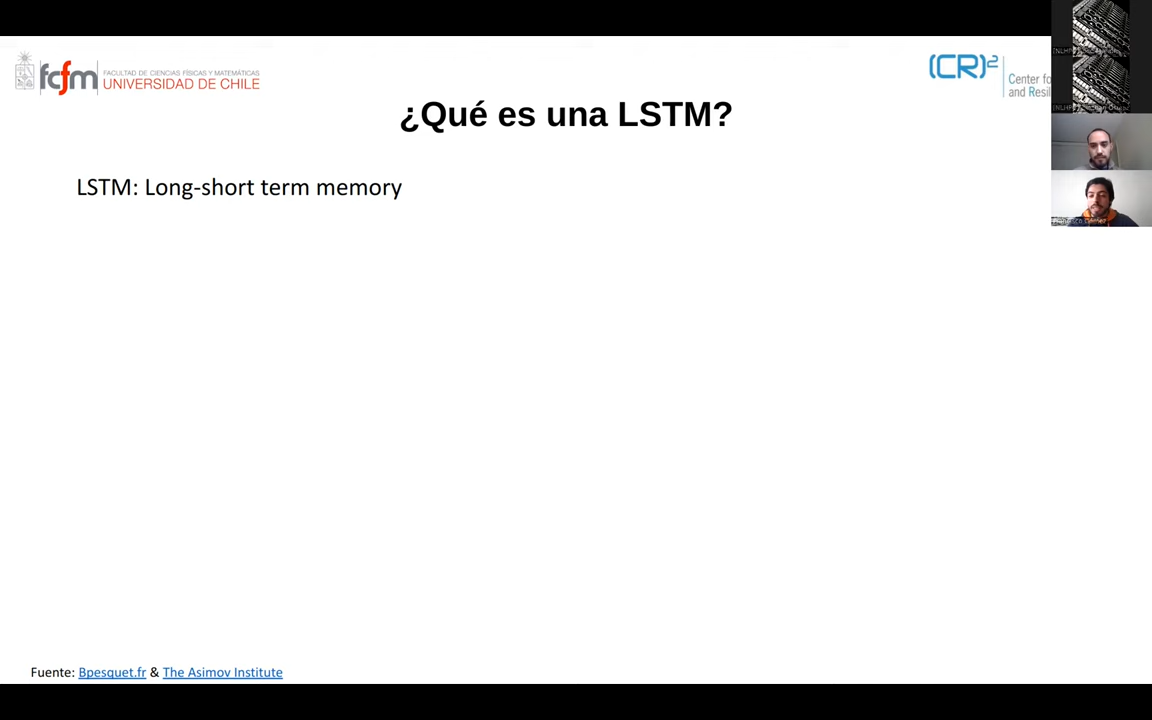 fcfm
FACULTAD DE CIENCIAS FÍSICAS Y MATEMÁTICAS
UNIVERSIDAD DE CHILE
(CR)2
Center for
and Resil
¿Qué es una LSTM?
LSTM: Long-short term memory
Fuente: Bpesquet.fr & The Asimov Institute